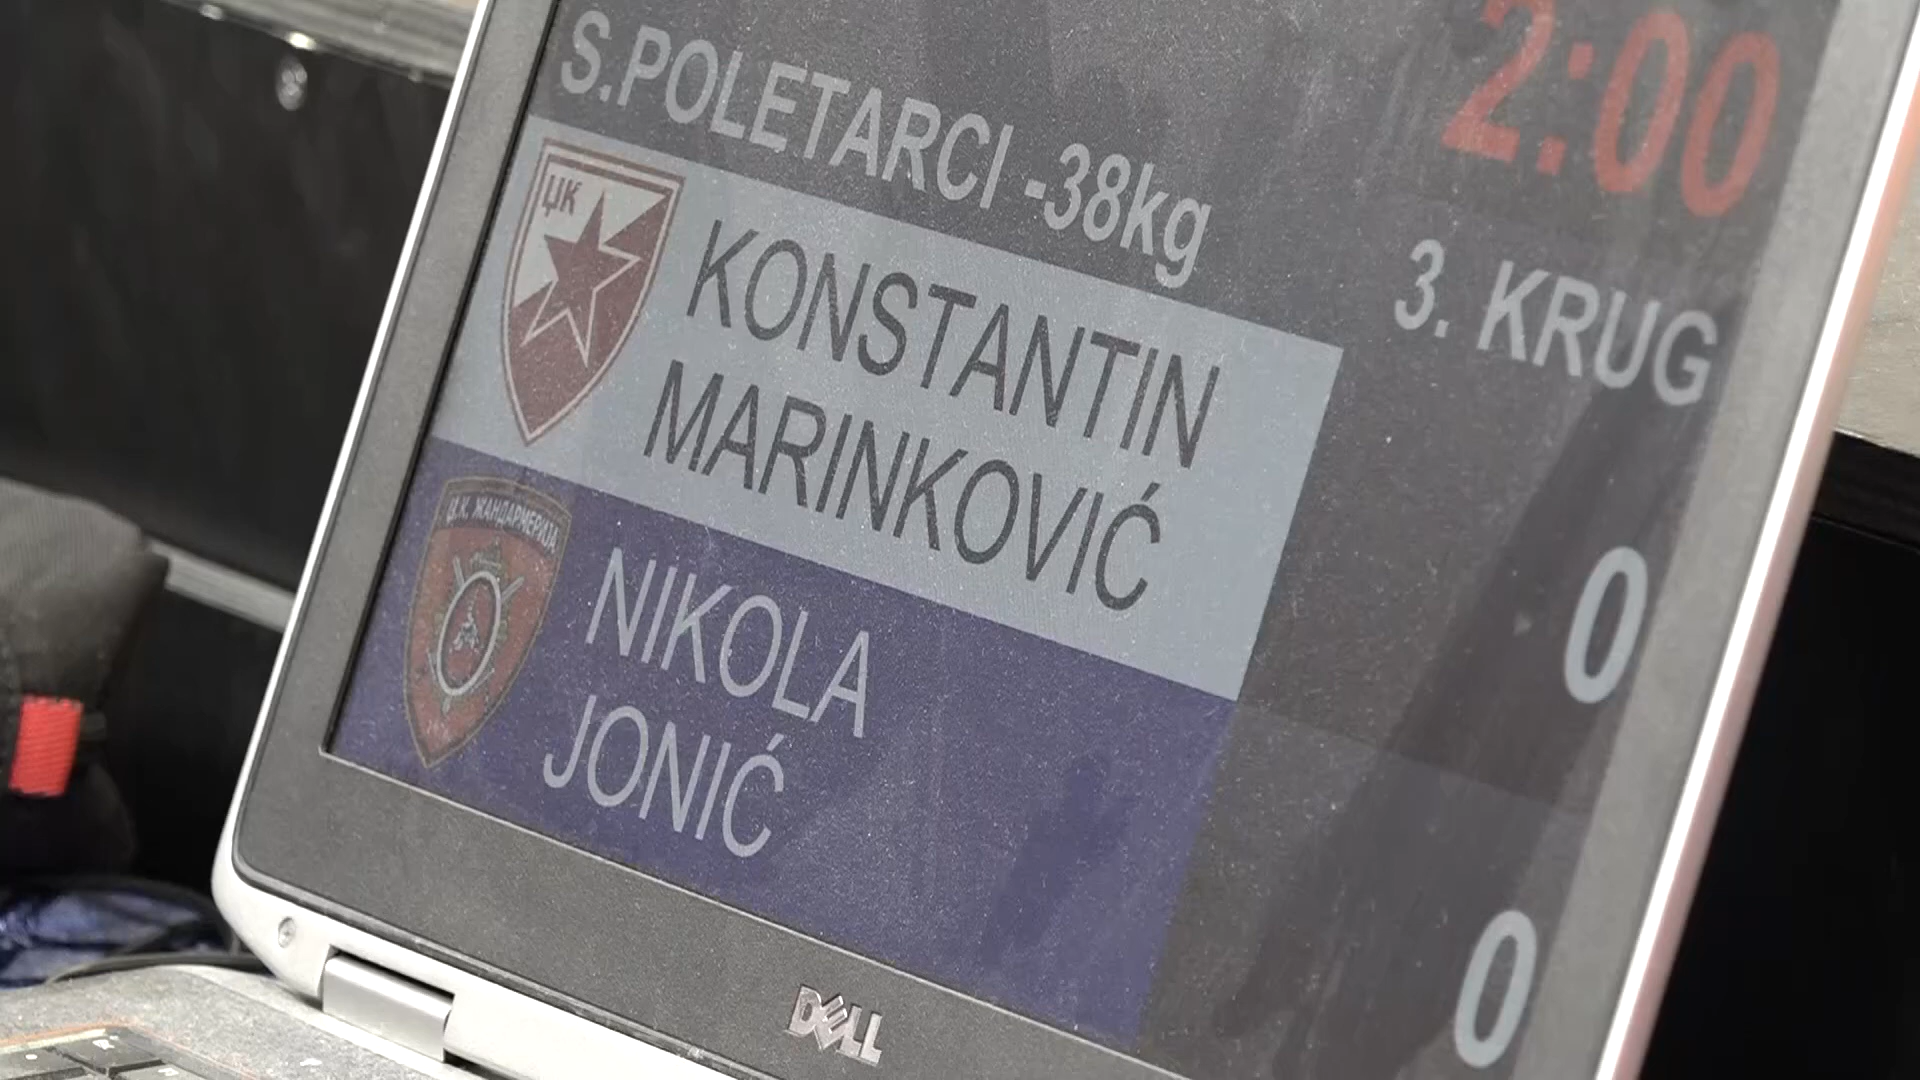 2:00
S.POLETARCI -38kg
3. KRUG
ЦК
KONSTANTIN
MARINKOVIĆ
0
Џ.К. ЖАНДАРМЕРИЈА
NIKOLA
JONIĆ
0
DELL